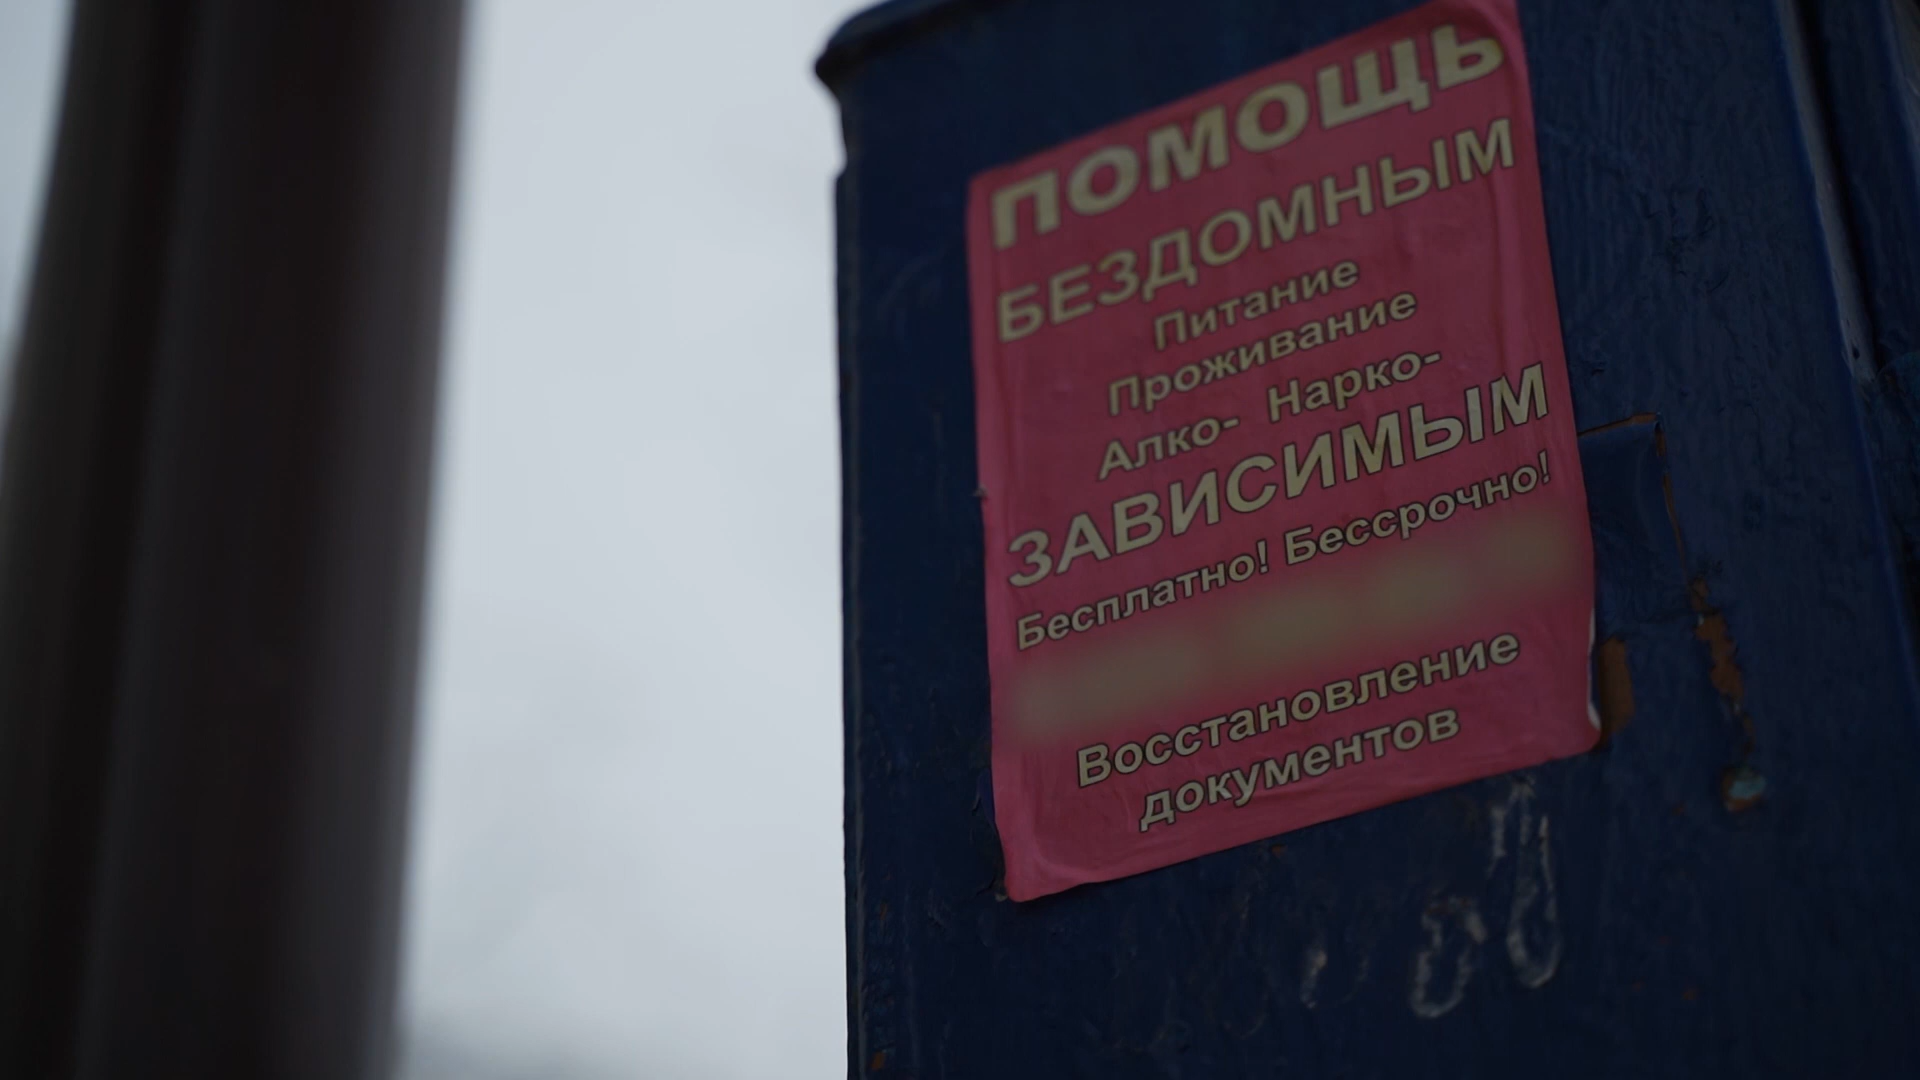 ПОМОЩЬ
БЕЗДОМНЫМ
Питание
Проживание
Алко- Нарко-
ЗАВИСИМЫМ
Бесплатно! Бессрочно!
Восстановление
документов